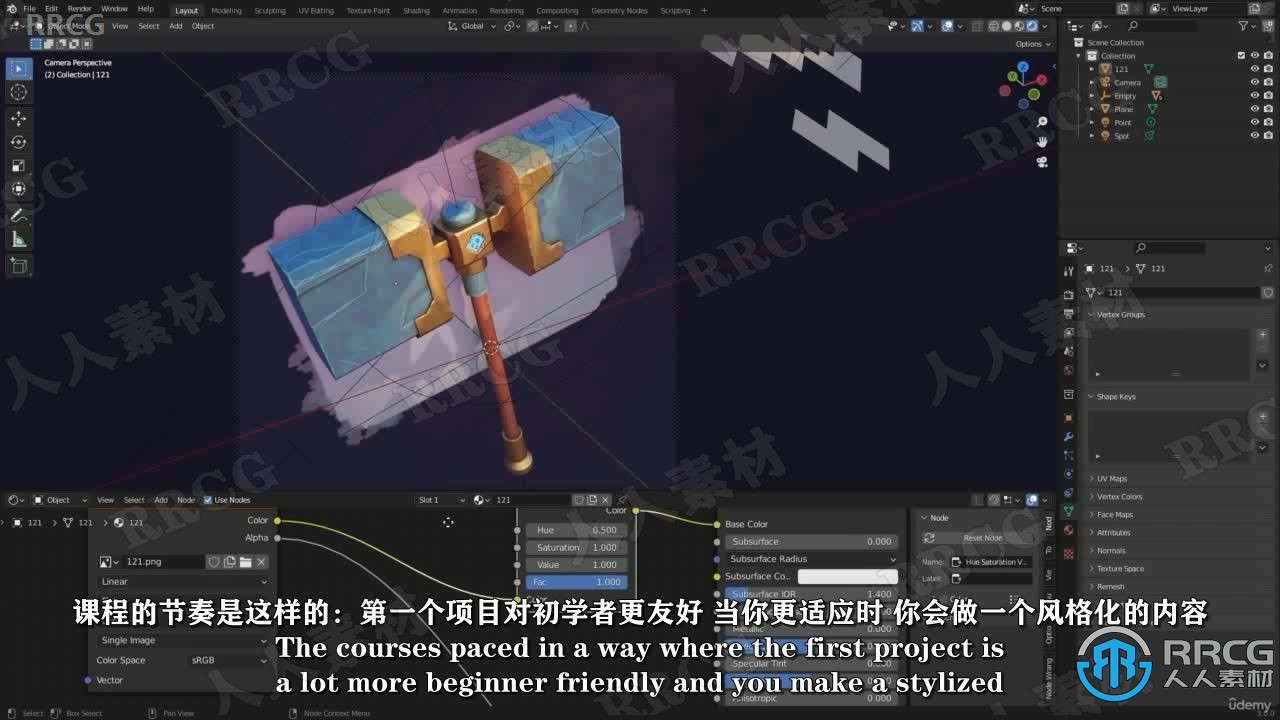 File Edit Render Window Help Layout Modeling Sculpting UV Editing Texture Paint Shading Animation Rendering Compositing Geometry Nodes Scripting + Scene ViewLayer
Object Mode View Select Add Object Global
RRCG
Options
Camera Perspective
(2) Collection | 121
Scene Collection
Collection
121
Camera
Empty
Plane
Point
Spot
121 > 121
121
Vertex Groups
Shape Keys
UV Maps
Vertex Colors
Face Maps
Attributes
Normals
Texture Space
Remesh
Object View Select Add Node Use Nodes Slot 1 121
121 > 121 > 121
Color
Alpha
121.png
Linear
Single Image
Color Space sRGB
Vector
Color
Hue 0.500
Saturation 1.000
Value 1.000
Fac 1.000
Base Color
Subsurface 0.000
Subsurface Radius
Subsurface Co...
Subsurface IOR 1.400
Metallic 0.000
Specular Tint 0.000
Anisotropic 0.000
Node
Reset Node
Name: Hue Saturation V...
Label:
课程的节奏是这样的：第一个项目对初学者更友好 当你更适应时 你会做一个风格化的内容
The courses paced in a way where the first project is
a lot more beginner friendly and you make a stylized
RRCG
人人素材
ûdemy
Select Box Select Pan View Node Context Menu 3.0.0